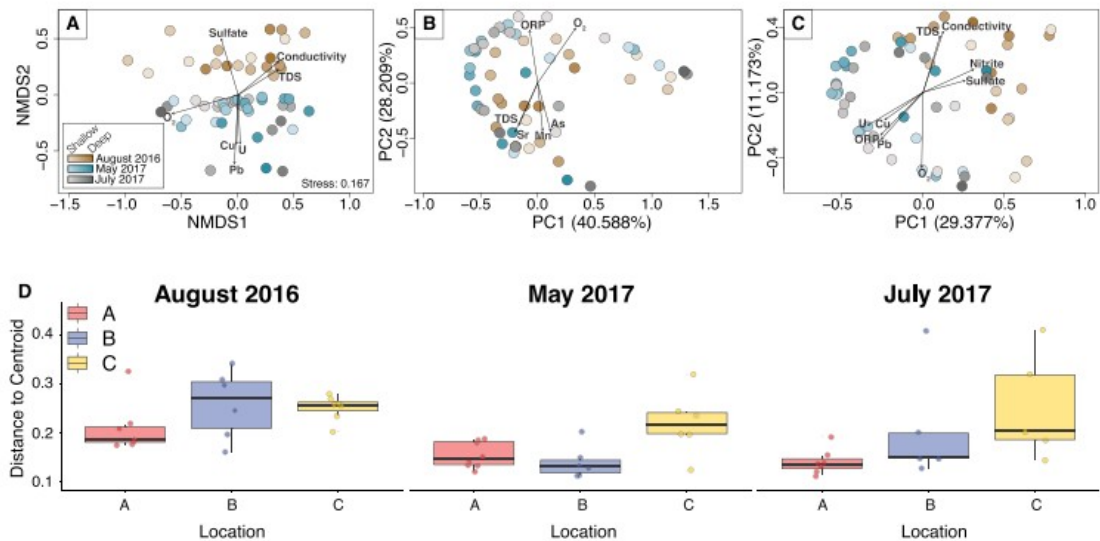 A
Sulfate
Conductivity
TDS
O2
Cu U
Pb
Shallow
Deep
August 2016
May 2017
July 2017
Stress: 0.167
0.5
0.0
−0.5
NMDS2
−1.5 −1.0 −0.5 0.0 0.5 1.0
NMDS1
B
ORP
O2
TDS
As
Sr Mn
0.5
0.0
−0.5
PC2 (28.209%)
−1.0 −0.5 0.0 0.5 1.0 1.5
PC1 (40.588%)
C
Conductivity
TDS
Nitrite
Sulfate
U Cu
ORP
Pb
O2
0.4
0.0
−0.4
PC2 (11.173%)
−0.5 0.0 0.5 1.0
PC1 (29.377%)
D
August 2016 May 2017 July 2017
A
B
C
0.4
0.3
0.2
0.1
Distance to Centroid
A B C A B C A B C
Location Location Location